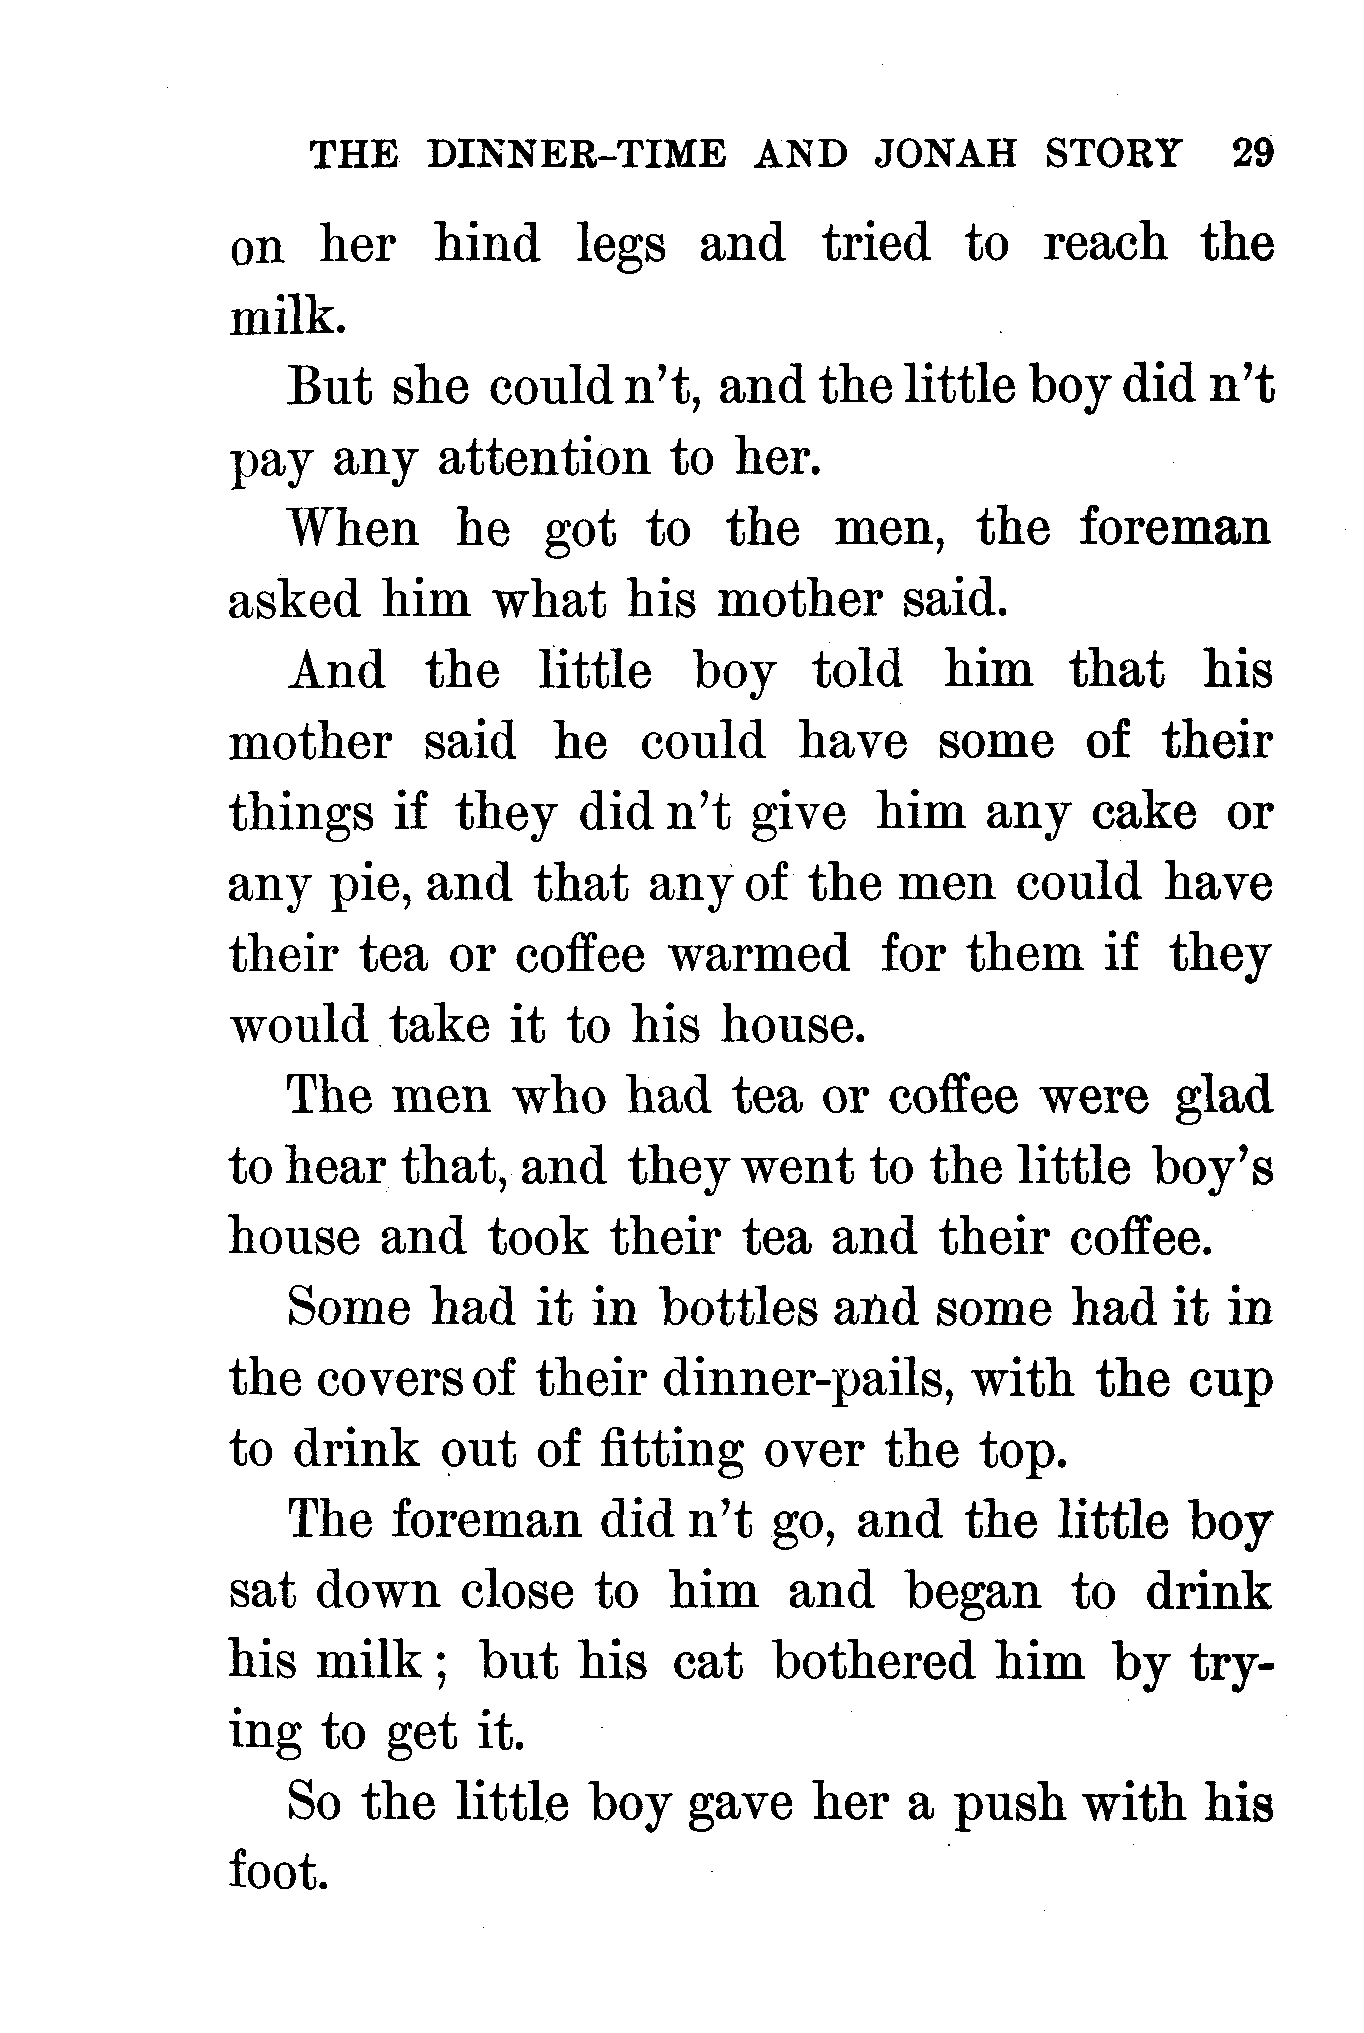 THE DINNER-TIME AND JONAH STORY 29
on her hind legs and tried to reach the
milk.
But she could n't, and the little boy did n't
pay any attention to her.
When he got to the men, the foreman
asked him what his mother said.
And the little boy told him that his
mother said he could have some of their
things if they did n't give him any cake or
any pie, and that any of the men could have
their tea or coffee warmed for them if they
would take it to his house.
The men who had tea or coffee were glad
to hear that, and they went to the little boy's
house and took their tea and their coffee.
Some had it in bottles and some had it in
the covers of their dinner-pails, with the cup
to drink out of fitting over the top.
The foreman did n't go, and the little boy
sat down close to him and began to drink
his milk; but his cat bothered him by try-
ing to get it.
So the little boy gave her a push with his
foot.